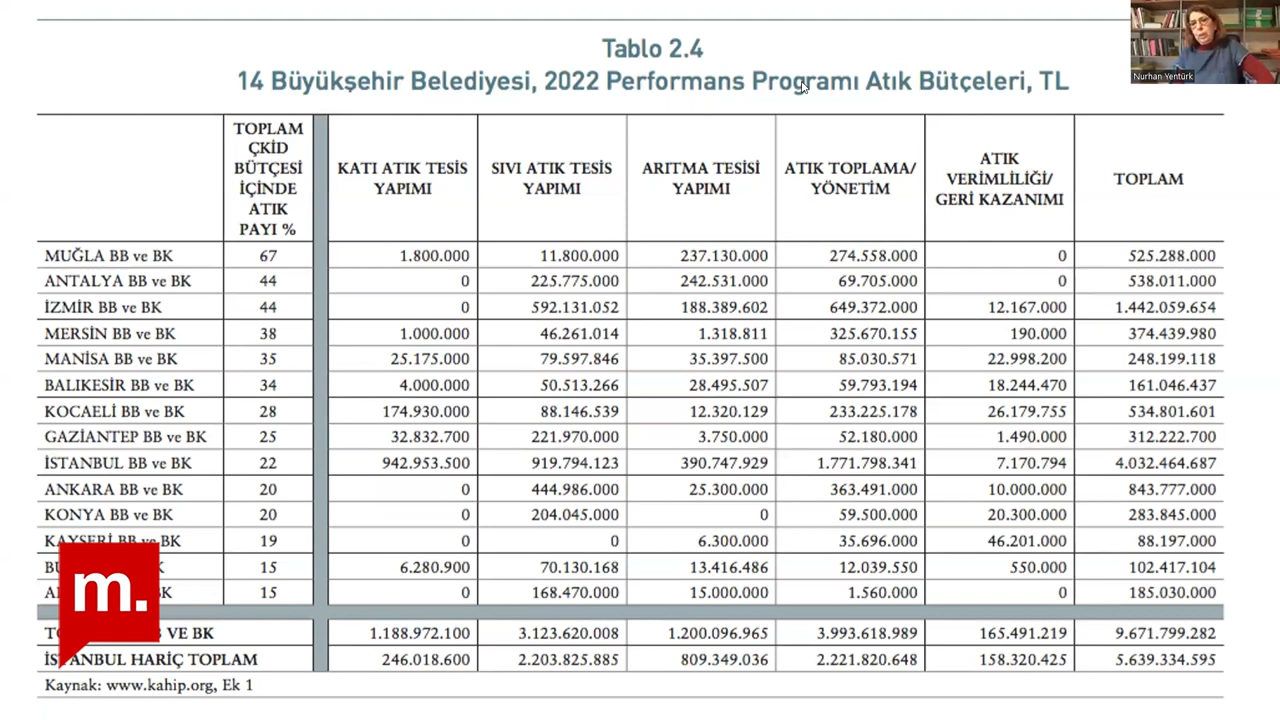 Nurhan Yentürk
Tablo 2.4
14 Büyükşehir Belediyesi, 2022 Performans Programı Atık Bütçeleri, TL
TOPLAM ÇKİD BÜTÇESİ İÇİNDE ATIK PAYI % KATI ATIK TESİS YAPIMI SIVI ATIK TESİS YAPIMI ARITMA TESİSİ YAPIMI ATIK TOPLAMA/ YÖNETİM ATIK VERİMLİLİĞİ/ GERİ KAZANIMI TOPLAM
MUĞLA BB ve BK 67 1.800.000 11.800.000 237.130.000 274.558.000 0 525.288.000
ANTALYA BB ve BK 44 0 225.775.000 242.531.000 69.705.000 0 538.011.000
İZMİR BB ve BK 44 0 592.131.052 188.389.602 649.372.000 12.167.000 1.442.059.654
MERSİN BB ve BK 38 1.000.000 46.261.014 1.318.811 325.670.155 190.000 374.439.980
MANİSA BB ve BK 35 25.175.000 79.597.846 35.397.500 85.030.571 22.998.200 248.199.118
BALIKESİR BB ve BK 34 4.000.000 50.513.266 28.495.507 59.793.194 18.244.470 161.046.437
KOCAELİ BB ve BK 28 174.930.000 88.146.539 12.320.129 233.225.178 26.179.755 534.801.601
GAZİANTEP BB ve BK 25 32.832.700 221.970.000 3.750.000 52.180.000 1.490.000 312.222.700
İSTANBUL BB ve BK 22 942.953.500 919.794.123 390.747.929 1.771.798.341 7.170.794 4.032.464.687
ANKARA BB ve BK 20 0 444.986.000 25.300.000 363.491.000 10.000.000 843.777.000
KONYA BB ve BK 20 0 204.045.000 0 59.500.000 20.300.000 283.845.000
KAYSERİ BB ve BK 19 0 0 6.300.000 35.696.000 46.201.000 88.197.000
15 6.280.900 70.130.168 13.416.486 12.039.550 550.000 102.417.104
15 0 168.470.000 15.000.000 1.560.000 0 185.030.000
VE BK 1.188.972.100 3.123.620.008 1.200.096.965 3.993.618.989 165.491.219 9.671.799.282
İSTANBUL HARİÇ TOPLAM 246.018.600 2.203.825.885 809.349.036 2.221.820.648 158.320.425 5.639.334.595
Kaynak: www.kahip.org, Ek 1
m.